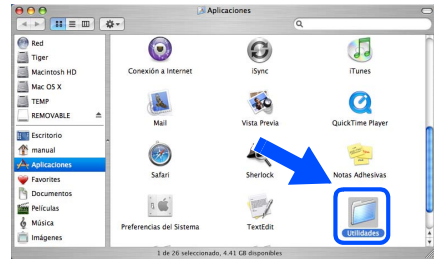 Aplicaciones
Red
Tiger
Macintosh HD
Mac OS X
TEMP
REMOVABLE
Escritorio
manual
Aplicaciones
Favorites
Documentos
Películas
Música
Imágenes
Conexión a Internet
iSync
iTunes
Mail
Vista Previa
QuickTime Player
Safari
Sherlock
Notas Adhesivas
Preferencias del Sistema
TextEdit
Utilidades
1 de 26 seleccionado, 4.41 GB disponibles